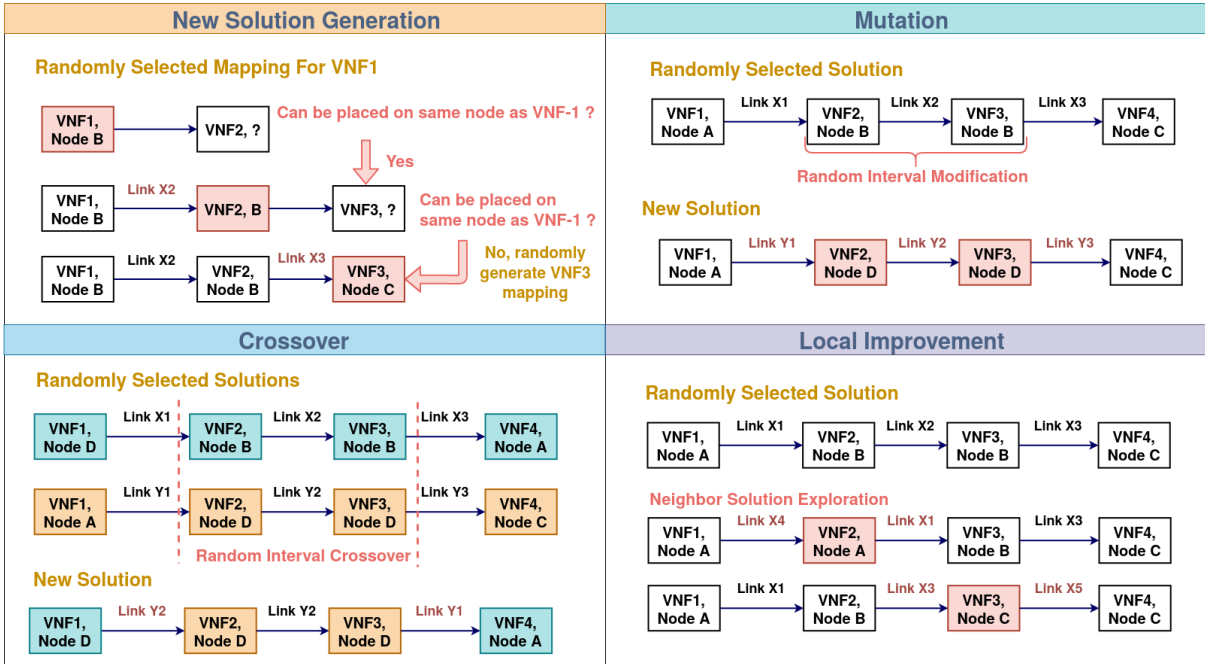 New Solution Generation
Randomly Selected Mapping For VNF1
VNF1,
Node B
VNF2, ?
Can be placed on same node as VNF-1 ?
Yes
VNF1,
Node B
Link X2
VNF2, B
VNF3, ?
Can be placed on
same node as VNF-1 ?
VNF1,
Node B
Link X2
VNF2,
Node B
Link X3
VNF3,
Node C
No, randomly
generate VNF3
mapping
Mutation
Randomly Selected Solution
VNF1,
Node A
Link X1
VNF2,
Node B
Link X2
VNF3,
Node B
Link X3
VNF4,
Node C
Random Interval Modification
New Solution
VNF1,
Node A
Link Y1
VNF2,
Node D
Link Y2
VNF3,
Node D
Link Y3
VNF4,
Node C
Crossover
Randomly Selected Solutions
VNF1,
Node D
Link X1
VNF2,
Node B
Link X2
VNF3,
Node B
Link X3
VNF4,
Node A
VNF1,
Node A
Link Y1
VNF2,
Node D
Link Y2
VNF3,
Node D
Link Y3
VNF4,
Node C
Random Interval Crossover
New Solution
VNF1,
Node D
Link Y2
VNF2,
Node D
Link Y2
VNF3,
Node D
Link Y1
VNF4,
Node A
Local Improvement
Randomly Selected Solution
VNF1,
Node A
Link X1
VNF2,
Node B
Link X2
VNF3,
Node B
Link X3
VNF4,
Node C
Neighbor Solution Exploration
VNF1,
Node A
Link X4
VNF2,
Node A
Link X1
VNF3,
Node B
Link X3
VNF4,
Node C
VNF1,
Node A
Link X1
VNF2,
Node B
Link X3
VNF3,
Node C
Link X5
VNF4,
Node C